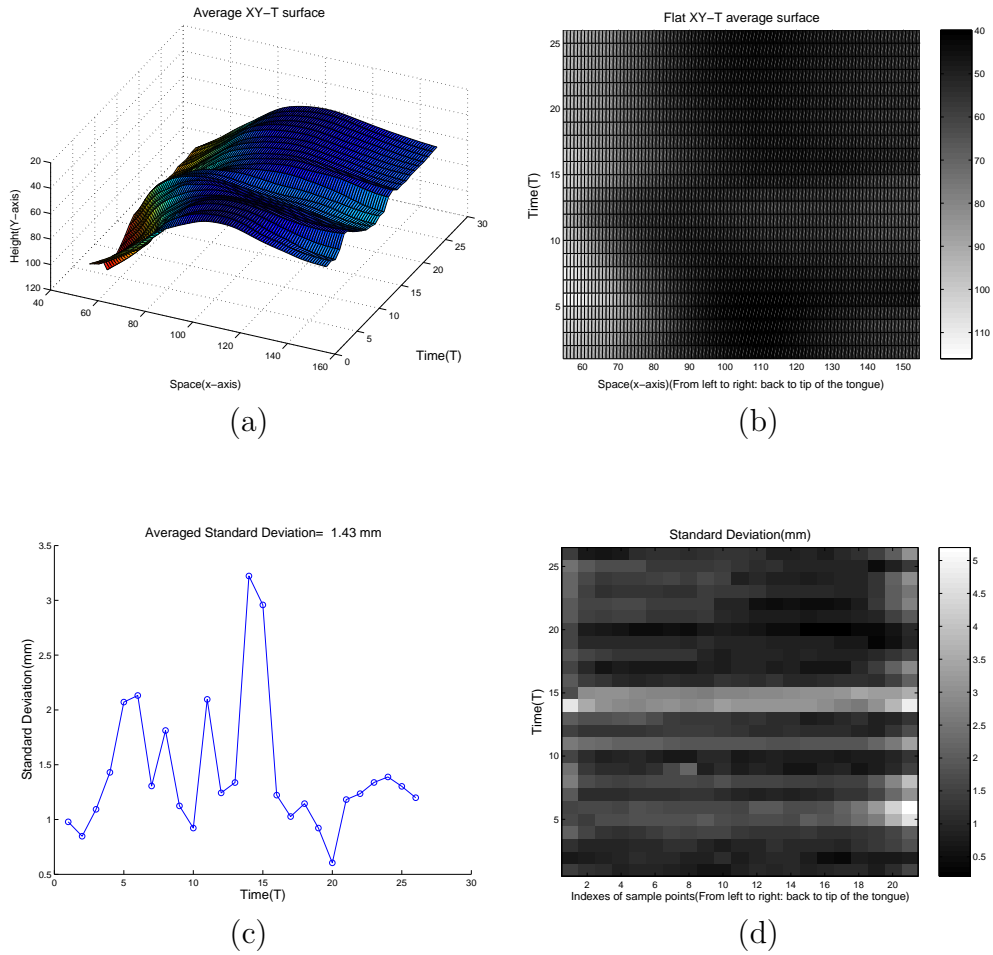 Average XY−T surface
20
40
60
80
100
120
Height(Y−axis)
40
60
80
100
120
140
160
Space(x−axis)
0
5
10
15
20
25
30
Time(T)
(a)
Flat XY−T average surface
25
20
15
10
5
Time(T)
60 70 80 90 100 110 120 130 140 150
Space(x−axis)(From left to right: back to tip of the tongue)
40
50
60
70
80
90
100
110
(b)
Averaged Standard Deviation= 1.43 mm
3.5
3
2.5
2
1.5
1
0.5
Standard Deviation(mm)
0 5 10 15 20 25 30
Time(T)
(c)
Standard Deviation(mm)
25
20
15
10
5
Time(T)
2 4 6 8 10 12 14 16 18 20
Indexes of sample points(From left to right: back to tip of the tongue)
5
4.5
4
3.5
3
2.5
2
1.5
1
0.5
(d)